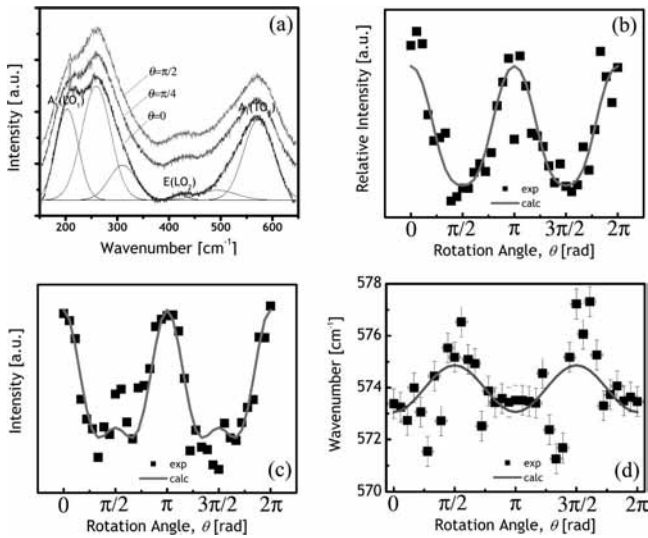 (a)
θ=π/2
θ=π/4
θ=0
A₁(LO₁)
A₁(TO₄)
E(LO₂)
Intensity [a.u.]
200 300 400 500 600
Wavenumber [cm⁻¹]
(b)
Relative Intensity [a.u.]
exp
calc
0 π/2 π 3π/2 2π
Rotation Angle, θ [rad]
(c)
Intensity [a.u.]
exp
calc
0 π/2 π 3π/2 2π
Rotation Angle, θ [rad]
(d)
Wavenumber [cm⁻¹]
578
576
574
572
570
exp
calc
0 π/2 π 3π/2 2π
Rotation Angle, θ [rad]